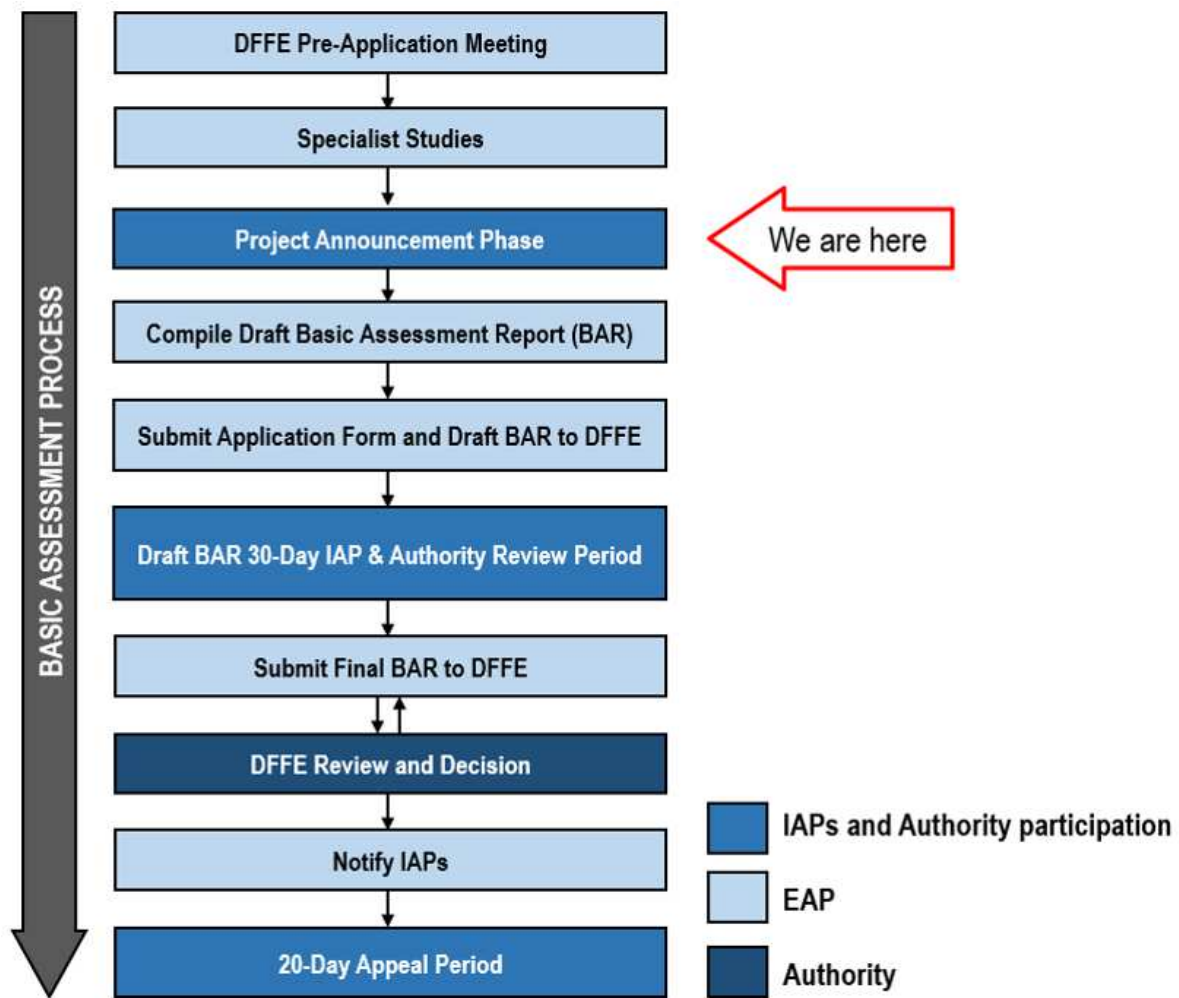 BASIC ASSESSMENT PROCESS
DFFE Pre-Application Meeting
Specialist Studies
Project Announcement Phase
We are here
Compile Draft Basic Assessment Report (BAR)
Submit Application Form and Draft BAR to DFFE
Draft BAR 30-Day IAP & Authority Review Period
Submit Final BAR to DFFE
DFFE Review and Decision
Notify IAPs
20-Day Appeal Period
IAPs and Authority participation
EAP
Authority